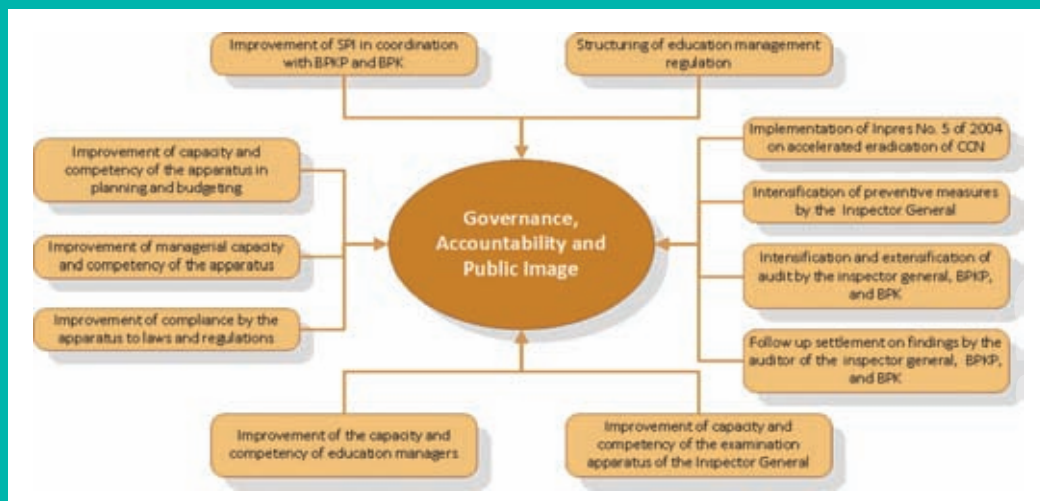 Improvement of SPI in coordination
with BPKP and BPK
Structuring of education management
regulation
Improvement of capacity and
competency of the apparatus in
planning and budgeting
Improvement of managerial capacity
and competency of the apparatus
Improvement of compliance by the
apparatus to laws and regulations
Governance,
Accountability and
Public Image
Implementation of Inpres No. 5 of 2004
on accelerated eradication of CCN
Intensification of preventive measures
by the Inspector General
Intensification and extensification of
audit by the inspector general, BPKP,
and BPK
Follow up settlement on findings by the
auditor of the inspector general, BPKP,
and BPK
Improvement of the capacity and
competency of education managers
Improvement of capacity and
competency of the examination
apparatus of the Inspector General